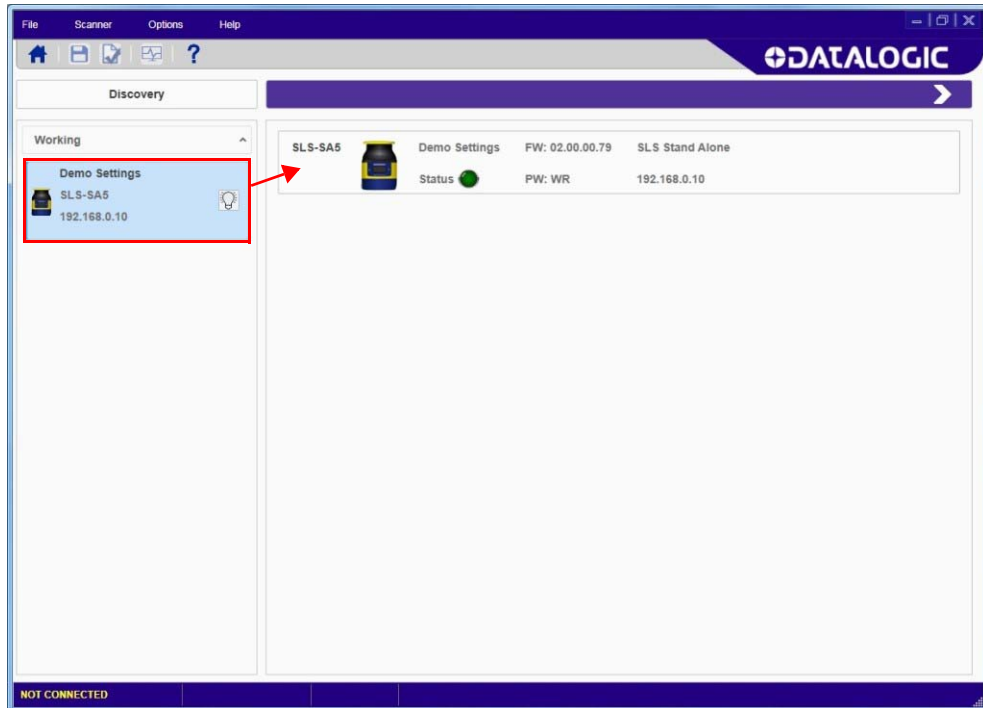 File Scanner Options Help
DATALOGIC
Discovery
Working
Demo Settings
SLS-SA5
192.168.0.10
SLS-SA5 Demo Settings FW: 02.00.00.79 SLS Stand Alone
Status PW: WR 192.168.0.10
NOT CONNECTED